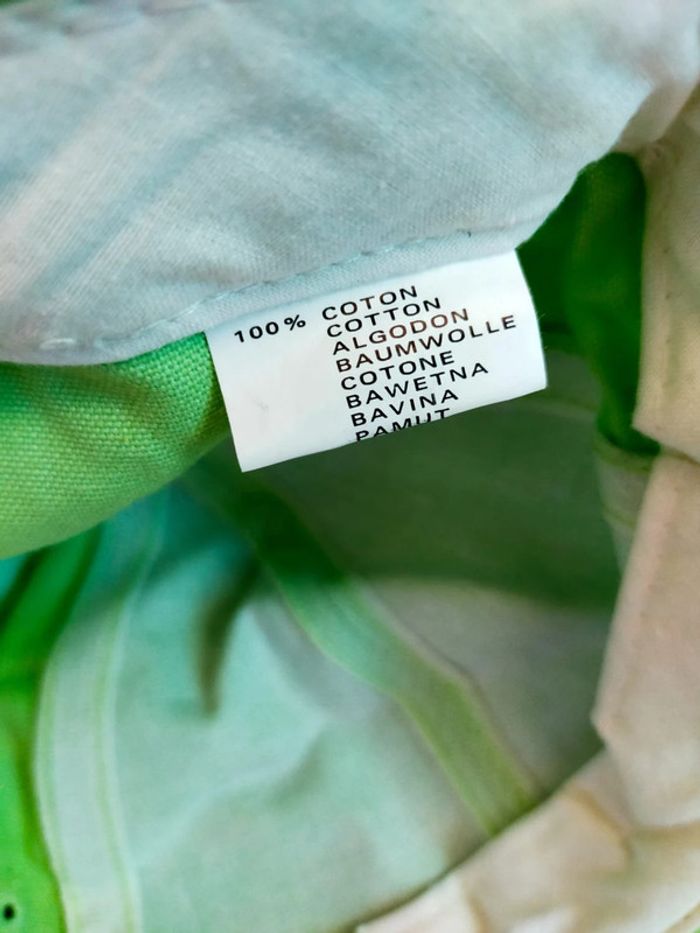 100% COTON
COTTON
ALGODON
BAUMWOLLE
COTONE
BAWETNA
BAVINA
PAMUT